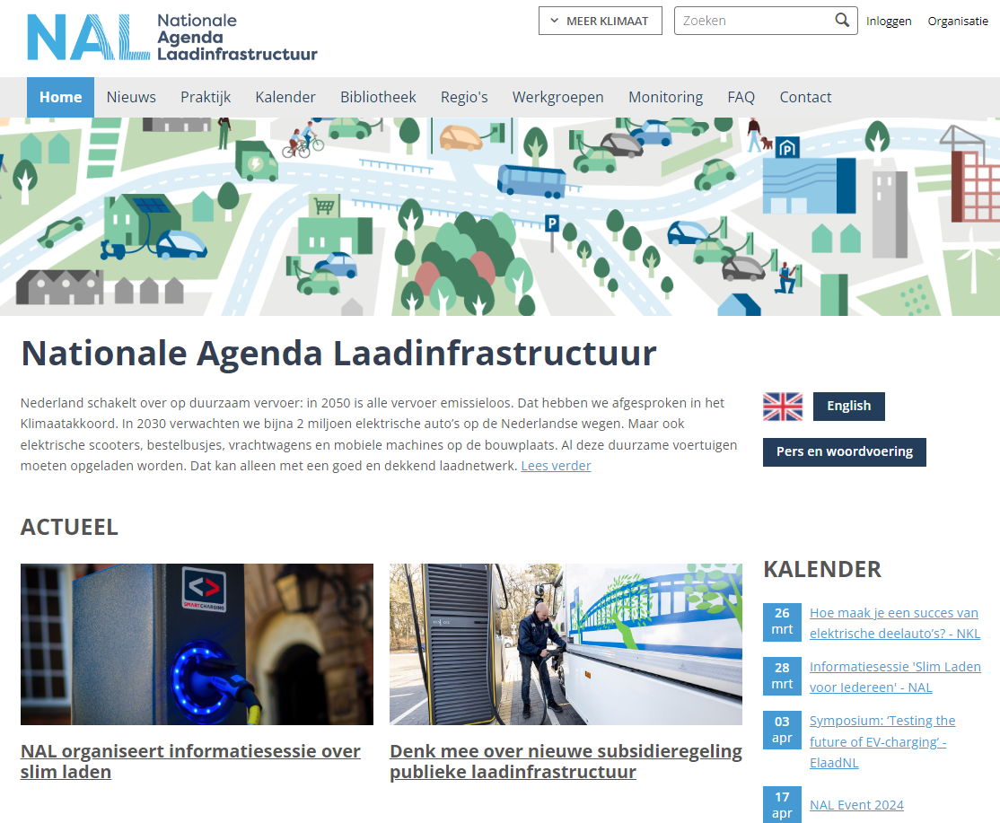 NAL Nationale
Agenda
Laadinfrastructuur
MEER KLIMAAT
Zoeken
Inloggen
Organisatie
Home Nieuws Praktijk Kalender Bibliotheek Regio's Werkgroepen Monitoring FAQ Contact
P
P
Nationale Agenda Laadinfrastructuur
Nederland schakelt over op duurzaam vervoer: in 2050 is alle vervoer emissieloos. Dat hebben we afgesproken in het
Klimaatakkoord. In 2030 verwachten we bijna 2 miljoen elektrische auto’s op de Nederlandse wegen. Maar ook
elektrische scooters, bestelbusjes, vrachtwagens en mobiele machines op de bouwplaats. Al deze duurzame voertuigen
moeten opgeladen worden. Dat kan alleen met een goed en dekkend laadnetwerk. Lees verder
English
Pers en woordvoering
ACTUEEL
SMARTCHARGING
NAL organiseert informatiesessie over
slim laden
Denk mee over nieuwe subsidieregeling
publieke laadinfrastructuur
KALENDER
26
mrt
Hoe maak je een succes van
elektrische deelauto’s? - NKL
28
mrt
Informatiesessie 'Slim Laden
voor Iedereen' - NAL
03
apr
Symposium: ‘Testing the
future of EV-charging’ -
ElaadNL
17
apr
NAL Event 2024